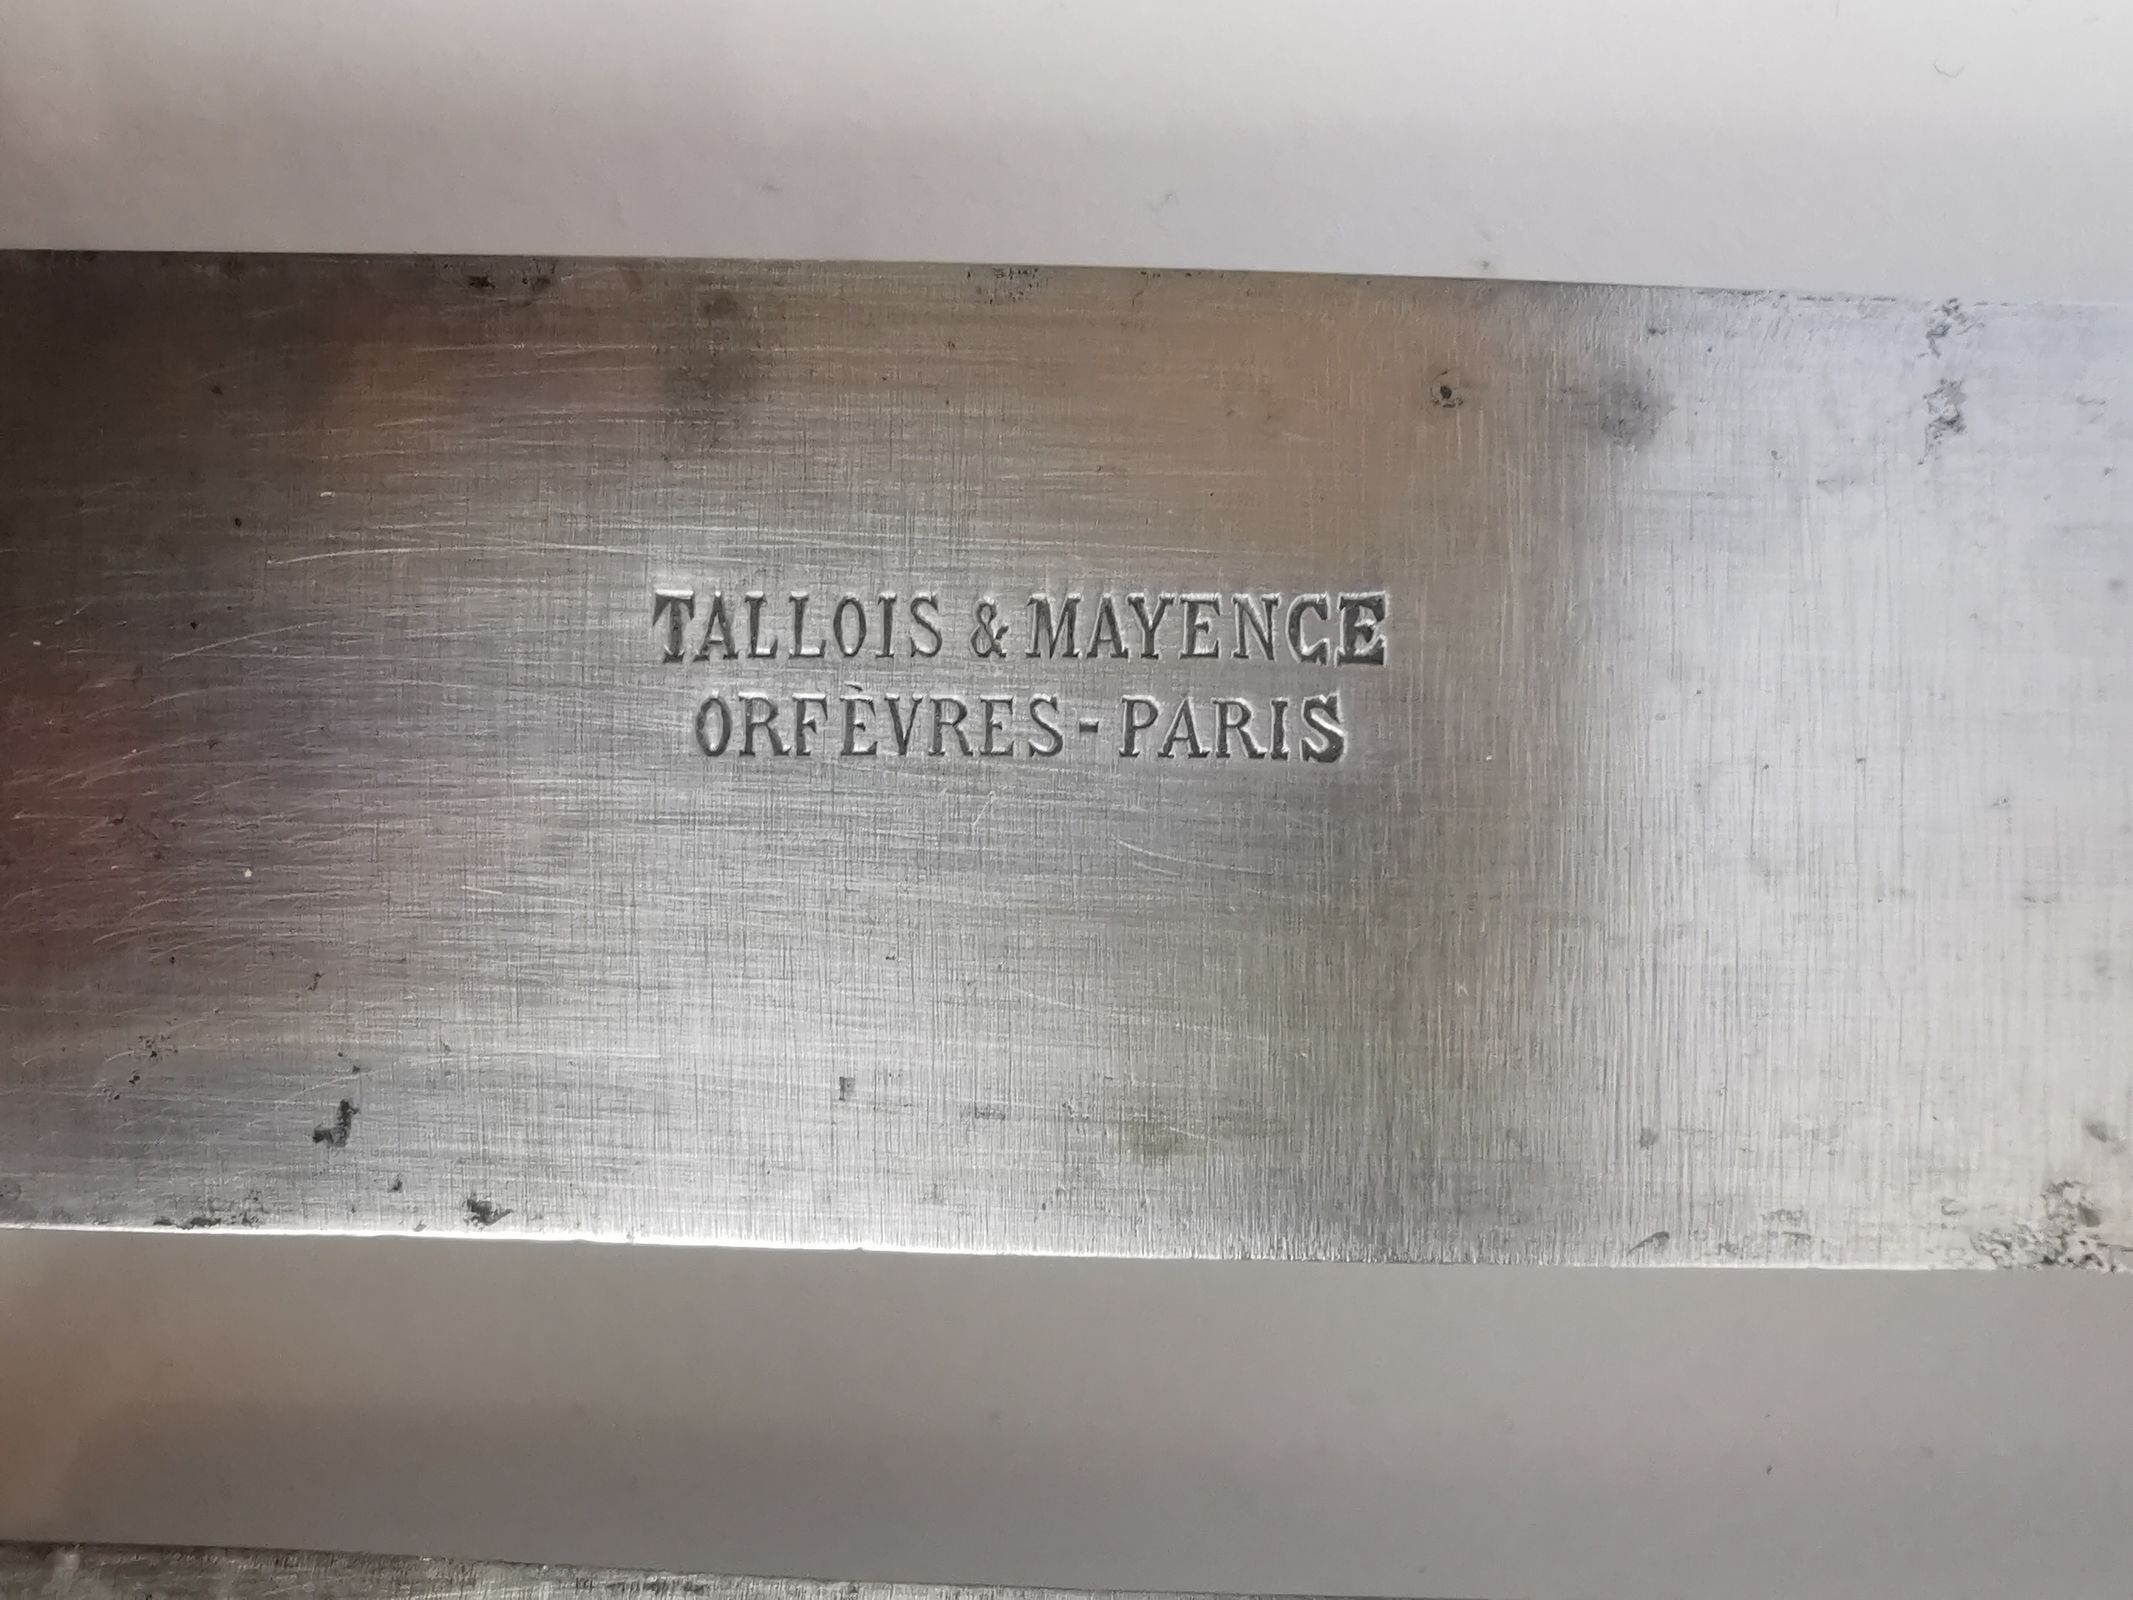 TALLOIS & MAYENCE
ORFÈVRES - PARIS